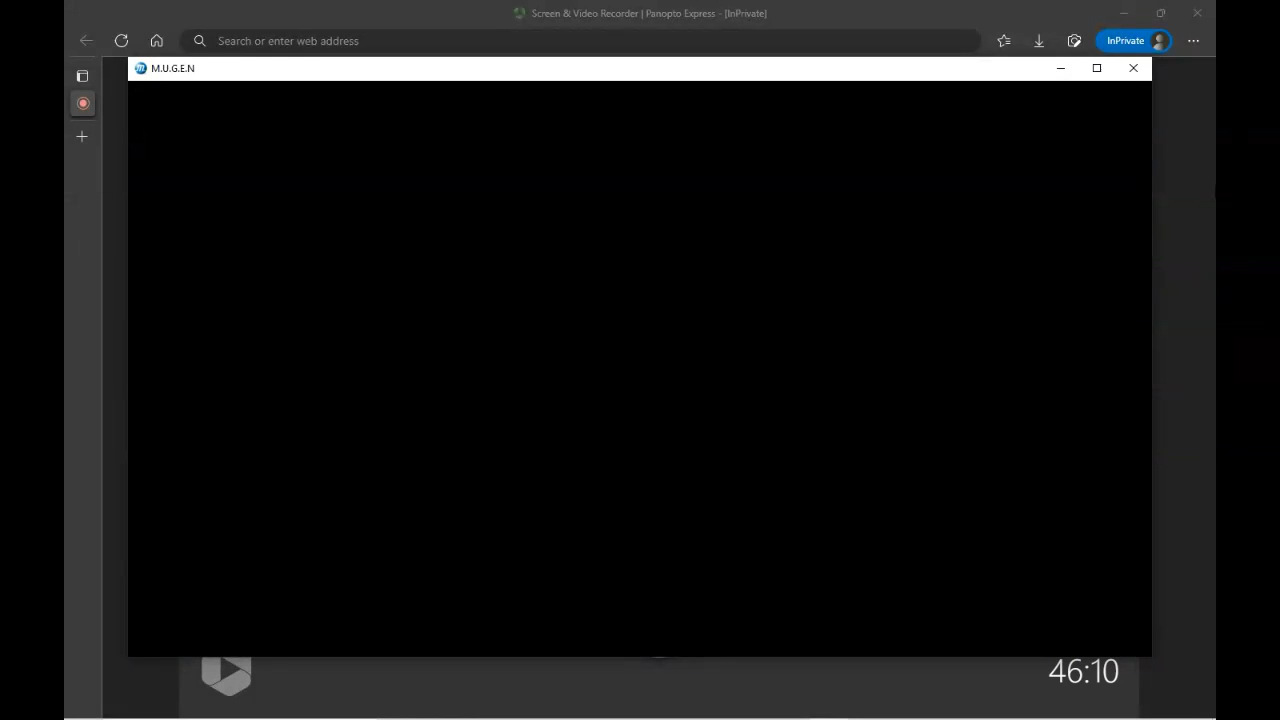 Screen & Video Recorder | Panopto Express - [InPrivate]
Search or enter web address
InPrivate
M.U.G.E.N
46:10